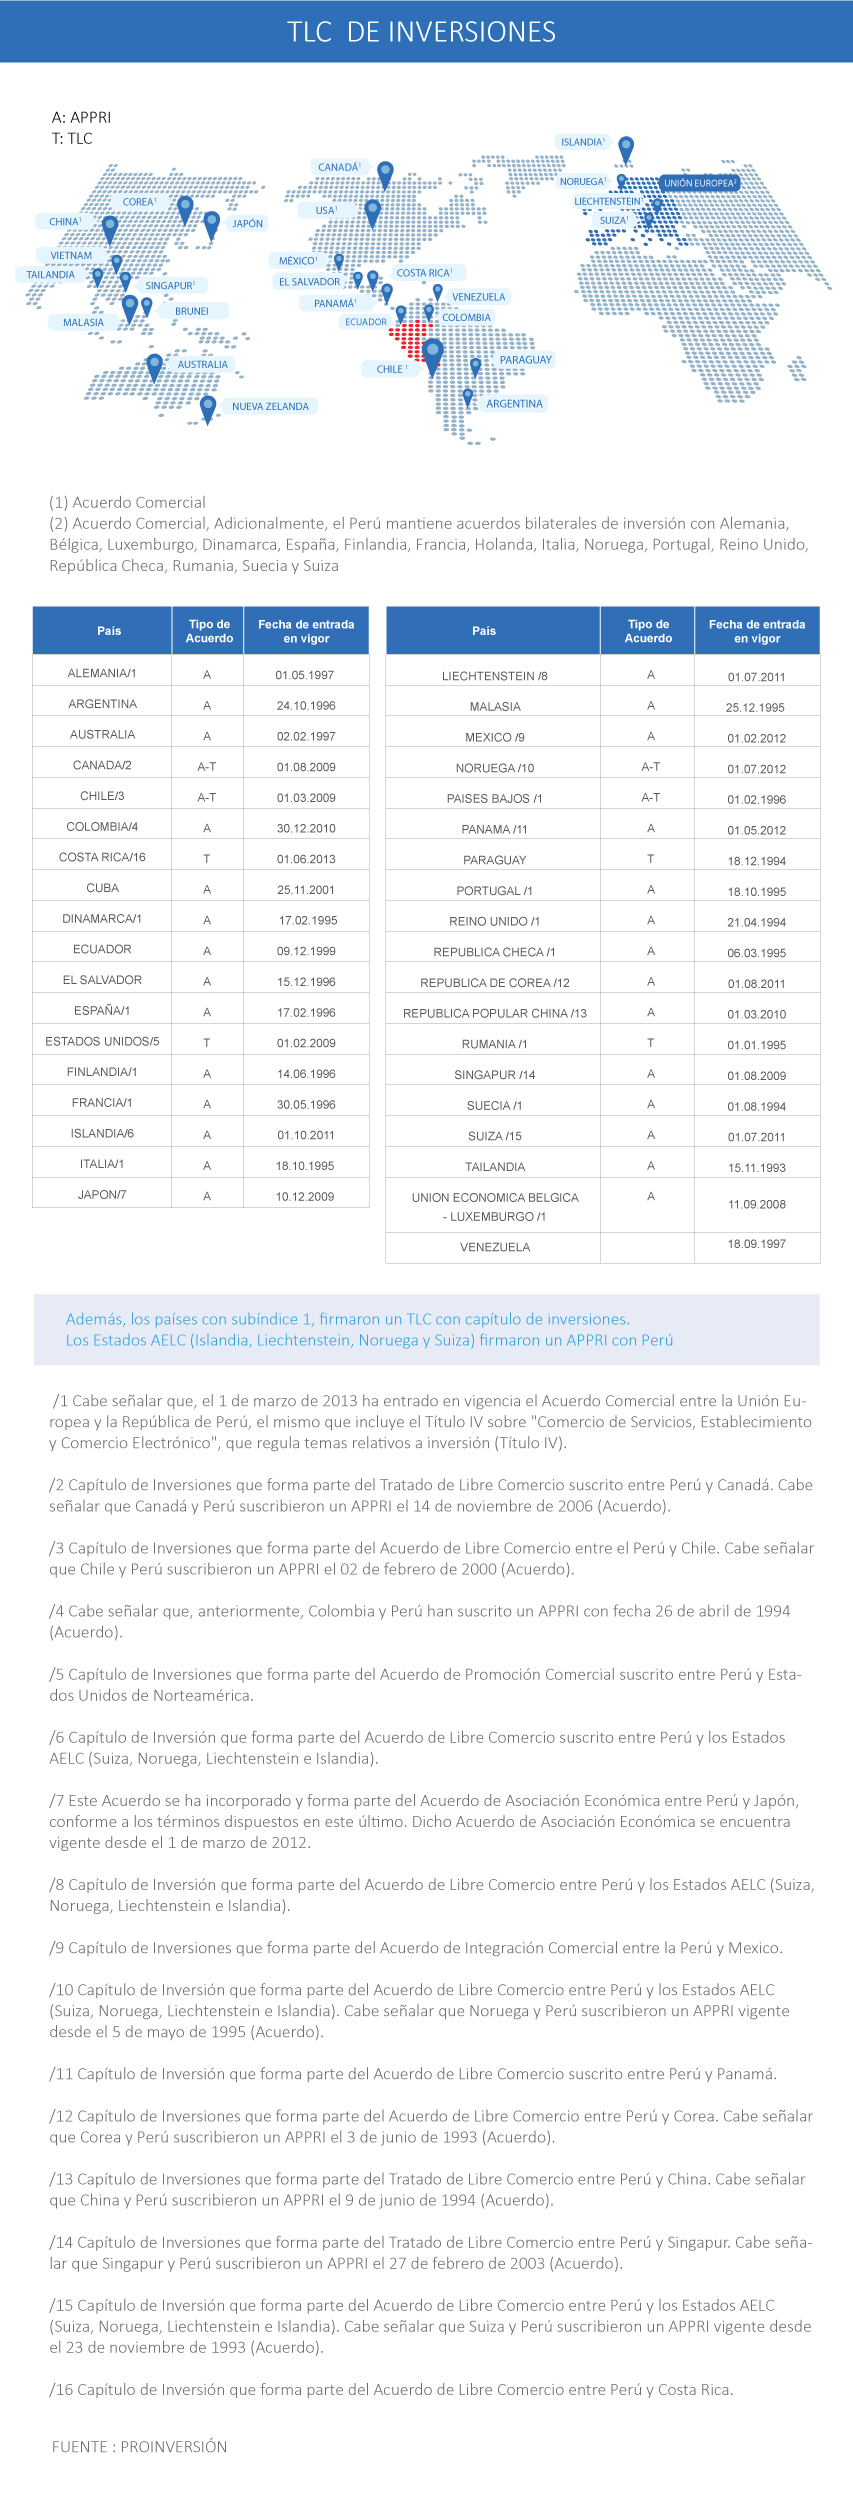 TLC DE INVERSIONES
A: APPRI
T: TLC
ISLANDIA¹
CANADÁ¹
NORUEGA¹
UNIÓN EUROPEA²
COREA¹
LIECHTENSTEIN¹
USA¹
CHINA¹
JAPÓN
SUIZA¹
VIETNAM
MÉXICO¹
TAILANDIA
COSTA RICA¹
SINGAPUR¹
EL SALVADOR
VENEZUELA
PANAMÁ¹
BRUNEI
COLOMBIA
MALASIA
ECUADOR
PARAGUAY
AUSTRALIA
CHILE ¹
ARGENTINA
NUEVA ZELANDA
(1) Acuerdo Comercial
(2) Acuerdo Comercial, Adicionalmente, el Perú mantiene acuerdos bilaterales de inversión con Alemania,
Bélgica, Luxemburgo, Dinamarca, España, Finlandia, Francia, Holanda, Italia, Noruega, Portugal, Reino Unido,
República Checa, Rumania, Suecia y Suiza
País Tipo de Acuerdo Fecha de entrada en vigor
ALEMANIA/1 A 01.05.1997
ARGENTINA A 24.10.1996
AUSTRALIA A 02.02.1997
CANADA/2 A-T 01.08.2009
CHILE/3 A-T 01.03.2009
COLOMBIA/4 A 30.12.2010
COSTA RICA/16 T 01.06.2013
CUBA A 25.11.2001
DINAMARCA/1 A 17.02.1995
ECUADOR A 09.12.1999
EL SALVADOR A 15.12.1996
ESPAÑA/1 A 17.02.1996
ESTADOS UNIDOS/5 T 01.02.2009
FINLANDIA/1 A 14.06.1996
FRANCIA/1 A 30.05.1996
ISLANDIA/6 A 01.10.2011
ITALIA/1 A 18.10.1995
JAPON/7 A 10.12.2009
País Tipo de Acuerdo Fecha de entrada en vigor
LIECHTENSTEIN /8 A 01.07.2011
MALASIA A 25.12.1995
MEXICO /9 A 01.02.2012
NORUEGA /10 A-T 01.07.2012
PAISES BAJOS /1 A-T 01.02.1996
PANAMA /11 A 01.05.2012
PARAGUAY T 18.12.1994
PORTUGAL /1 A 18.10.1995
REINO UNIDO /1 A 21.04.1994
REPUBLICA CHECA /1 A 06.03.1995
REPUBLICA DE COREA /12 A 01.08.2011
REPUBLICA POPULAR CHINA /13 A 01.03.2010
RUMANIA /1 T 01.01.1995
SINGAPUR /14 A 01.08.2009
SUECIA /1 A 01.08.1994
SUIZA /15 A 01.07.2011
TAILANDIA A 15.11.1993
UNION ECONOMICA BELGICA
- LUXEMBURGO /1 A 11.09.2008
VENEZUELA 18.09.1997
Además, los países con subíndice 1, firmaron un TLC con capítulo de inversiones.
Los Estados AELC (Islandia, Liechtenstein, Noruega y Suiza) firmaron un APPRI con Perú
/1 Cabe señalar que, el 1 de marzo de 2013 ha entrado en vigencia el Acuerdo Comercial entre la Unión Eu-
ropea y la República de Perú, el mismo que incluye el Título IV sobre "Comercio de Servicios, Establecimiento
y Comercio Electrónico", que regula temas relativos a inversión (Título IV).
/2 Capítulo de Inversiones que forma parte del Tratado de Libre Comercio suscrito entre Perú y Canadá. Cabe
señalar que Canadá y Perú suscribieron un APPRI el 14 de noviembre de 2006 (Acuerdo).
/3 Capítulo de Inversiones que forma parte del Acuerdo de Libre Comercio entre el Perú y Chile. Cabe señalar
que Chile y Perú suscribieron un APPRI el 02 de febrero de 2000 (Acuerdo).
/4 Cabe señalar que, anteriormente, Colombia y Perú han suscrito un APPRI con fecha 26 de abril de 1994
(Acuerdo).
/5 Capítulo de Inversiones que forma parte del Acuerdo de Promoción Comercial suscrito entre Perú y Esta-
dos Unidos de Norteamérica.
/6 Capítulo de Inversión que forma parte del Acuerdo de Libre Comercio suscrito entre Perú y los Estados
AELC (Suiza, Noruega, Liechtenstein e Islandia).
/7 Este Acuerdo se ha incorporado y forma parte del Acuerdo de Asociación Económica entre Perú y Japón,
conforme a los términos dispuestos en este último. Dicho Acuerdo de Asociación Económica se encuentra
vigente desde el 1 de marzo de 2012.
/8 Capítulo de Inversión que forma parte del Acuerdo de Libre Comercio entre Perú y los Estados AELC (Suiza,
Noruega, Liechtenstein e Islandia).
/9 Capítulo de Inversiones que forma parte del Acuerdo de Integración Comercial entre la Perú y Mexico.
/10 Capítulo de Inversión que forma parte del Acuerdo de Libre Comercio entre Perú y los Estados AELC
(Suiza, Noruega, Liechtenstein e Islandia). Cabe señalar que Noruega y Perú suscribieron un APPRI vigente
desde el 5 de mayo de 1995 (Acuerdo).
/11 Capítulo de Inversión que forma parte del Acuerdo de Libre Comercio suscrito entre Perú y Panamá.
/12 Capítulo de Inversiones que forma parte del Acuerdo de Libre Comercio entre Perú y Corea. Cabe señalar
que Corea y Perú suscribieron un APPRI el 3 de junio de 1993 (Acuerdo).
/13 Capítulo de Inversiones que forma parte del Tratado de Libre Comercio entre Perú y China. Cabe señalar
que China y Perú suscribieron un APPRI el 9 de junio de 1994 (Acuerdo).
/14 Capítulo de Inversiones que forma parte del Tratado de Libre Comercio entre Perú y Singapur. Cabe seña-
lar que Singapur y Perú suscribieron un APPRI el 27 de febrero de 2003 (Acuerdo).
/15 Capítulo de Inversión que forma parte del Acuerdo de Libre Comercio entre Perú y los Estados AELC
(Suiza, Noruega, Liechtenstein e Islandia). Cabe señalar que Suiza y Perú suscribieron un APPRI vigente desde
el 23 de noviembre de 1993 (Acuerdo).
/16 Capítulo de Inversión que forma parte del Acuerdo de Libre Comercio entre Perú y Costa Rica.
FUENTE : PROINVERSIÓN